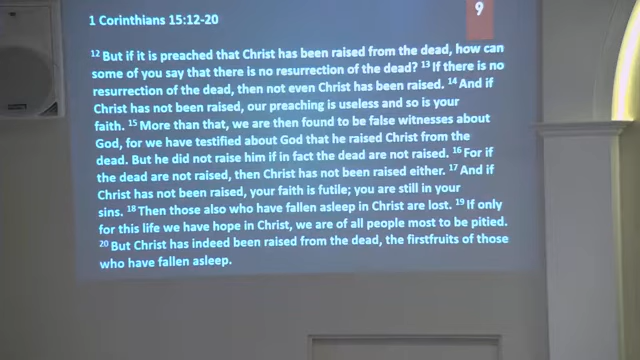 9
1 Corinthians 15:12-20
12 But if it is preached that Christ has been raised from the dead, how can
some of you say that there is no resurrection of the dead? 13 If there is no
resurrection of the dead, then not even Christ has been raised. 14 And if
Christ has not been raised, our preaching is useless and so is your
faith. 15 More than that, we are then found to be false witnesses about
God, for we have testified about God that he raised Christ from the
dead. But he did not raise him if in fact the dead are not raised. 16 For if
the dead are not raised, then Christ has not been raised either. 17 And if
Christ has not been raised, your faith is futile; you are still in your
sins. 18 Then those also who have fallen asleep in Christ are lost. 19 If only
for this life we have hope in Christ, we are of all people most to be pitied.
20 But Christ has indeed been raised from the dead, the firstfruits of those
who have fallen asleep.